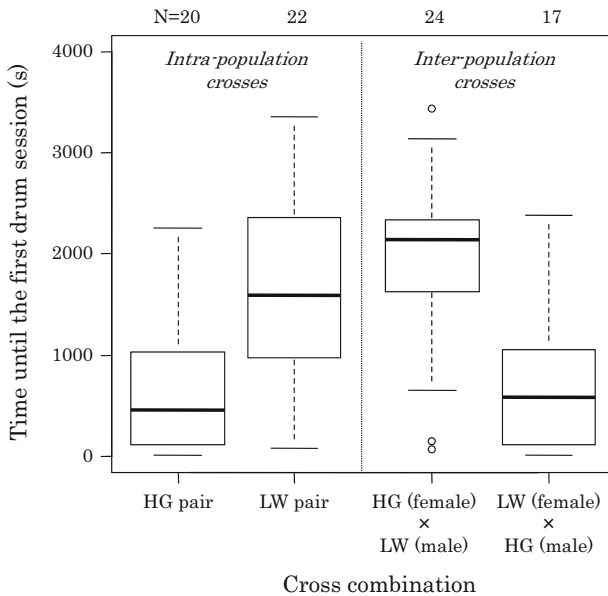 N=20 22 24 17
Time until the first drum session (s)
4000
3000
2000
1000
0
Intra-population
crosses
Inter-population
crosses
HG pair
LW pair
HG (female)
×
LW (male)
LW (female)
×
HG (male)
Cross combination